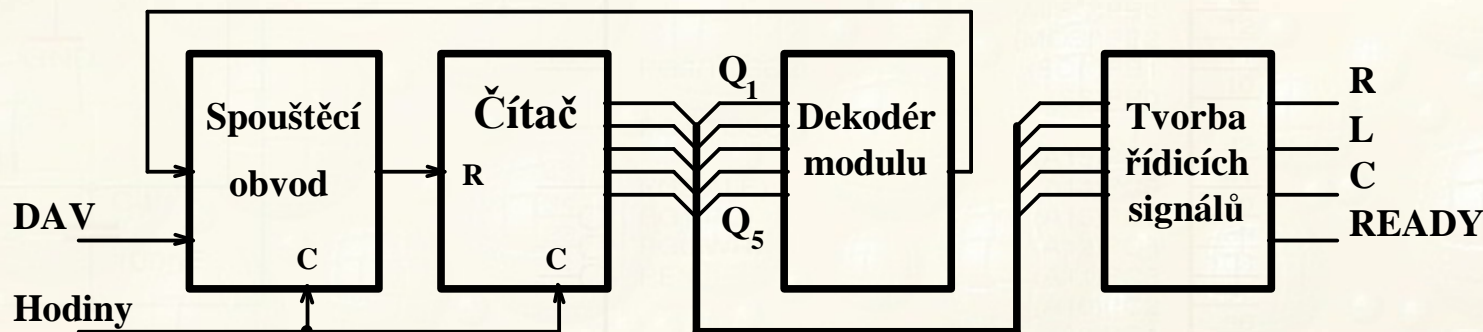 Spouštěcí
obvod
C
DAV
Hodiny
Čítač
R
C
Q1
Q5
Dekodér
modulu
Tvorba
řídicích
signálů
R
L
C
READY